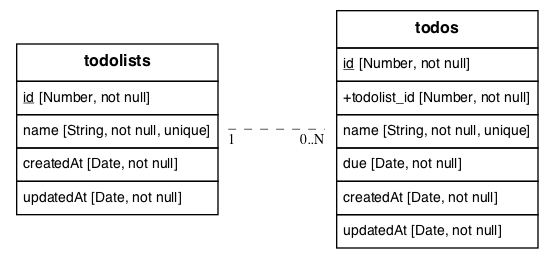 todolists
id [Number, not null]
name [String, not null, unique]
createdAt [Date, not null]
updatedAt [Date, not null]
1
0..N
todos
id [Number, not null]
+todolist_id [Number, not null]
name [String, not null, unique]
due [Date, not null]
createdAt [Date, not null]
updatedAt [Date, not null]